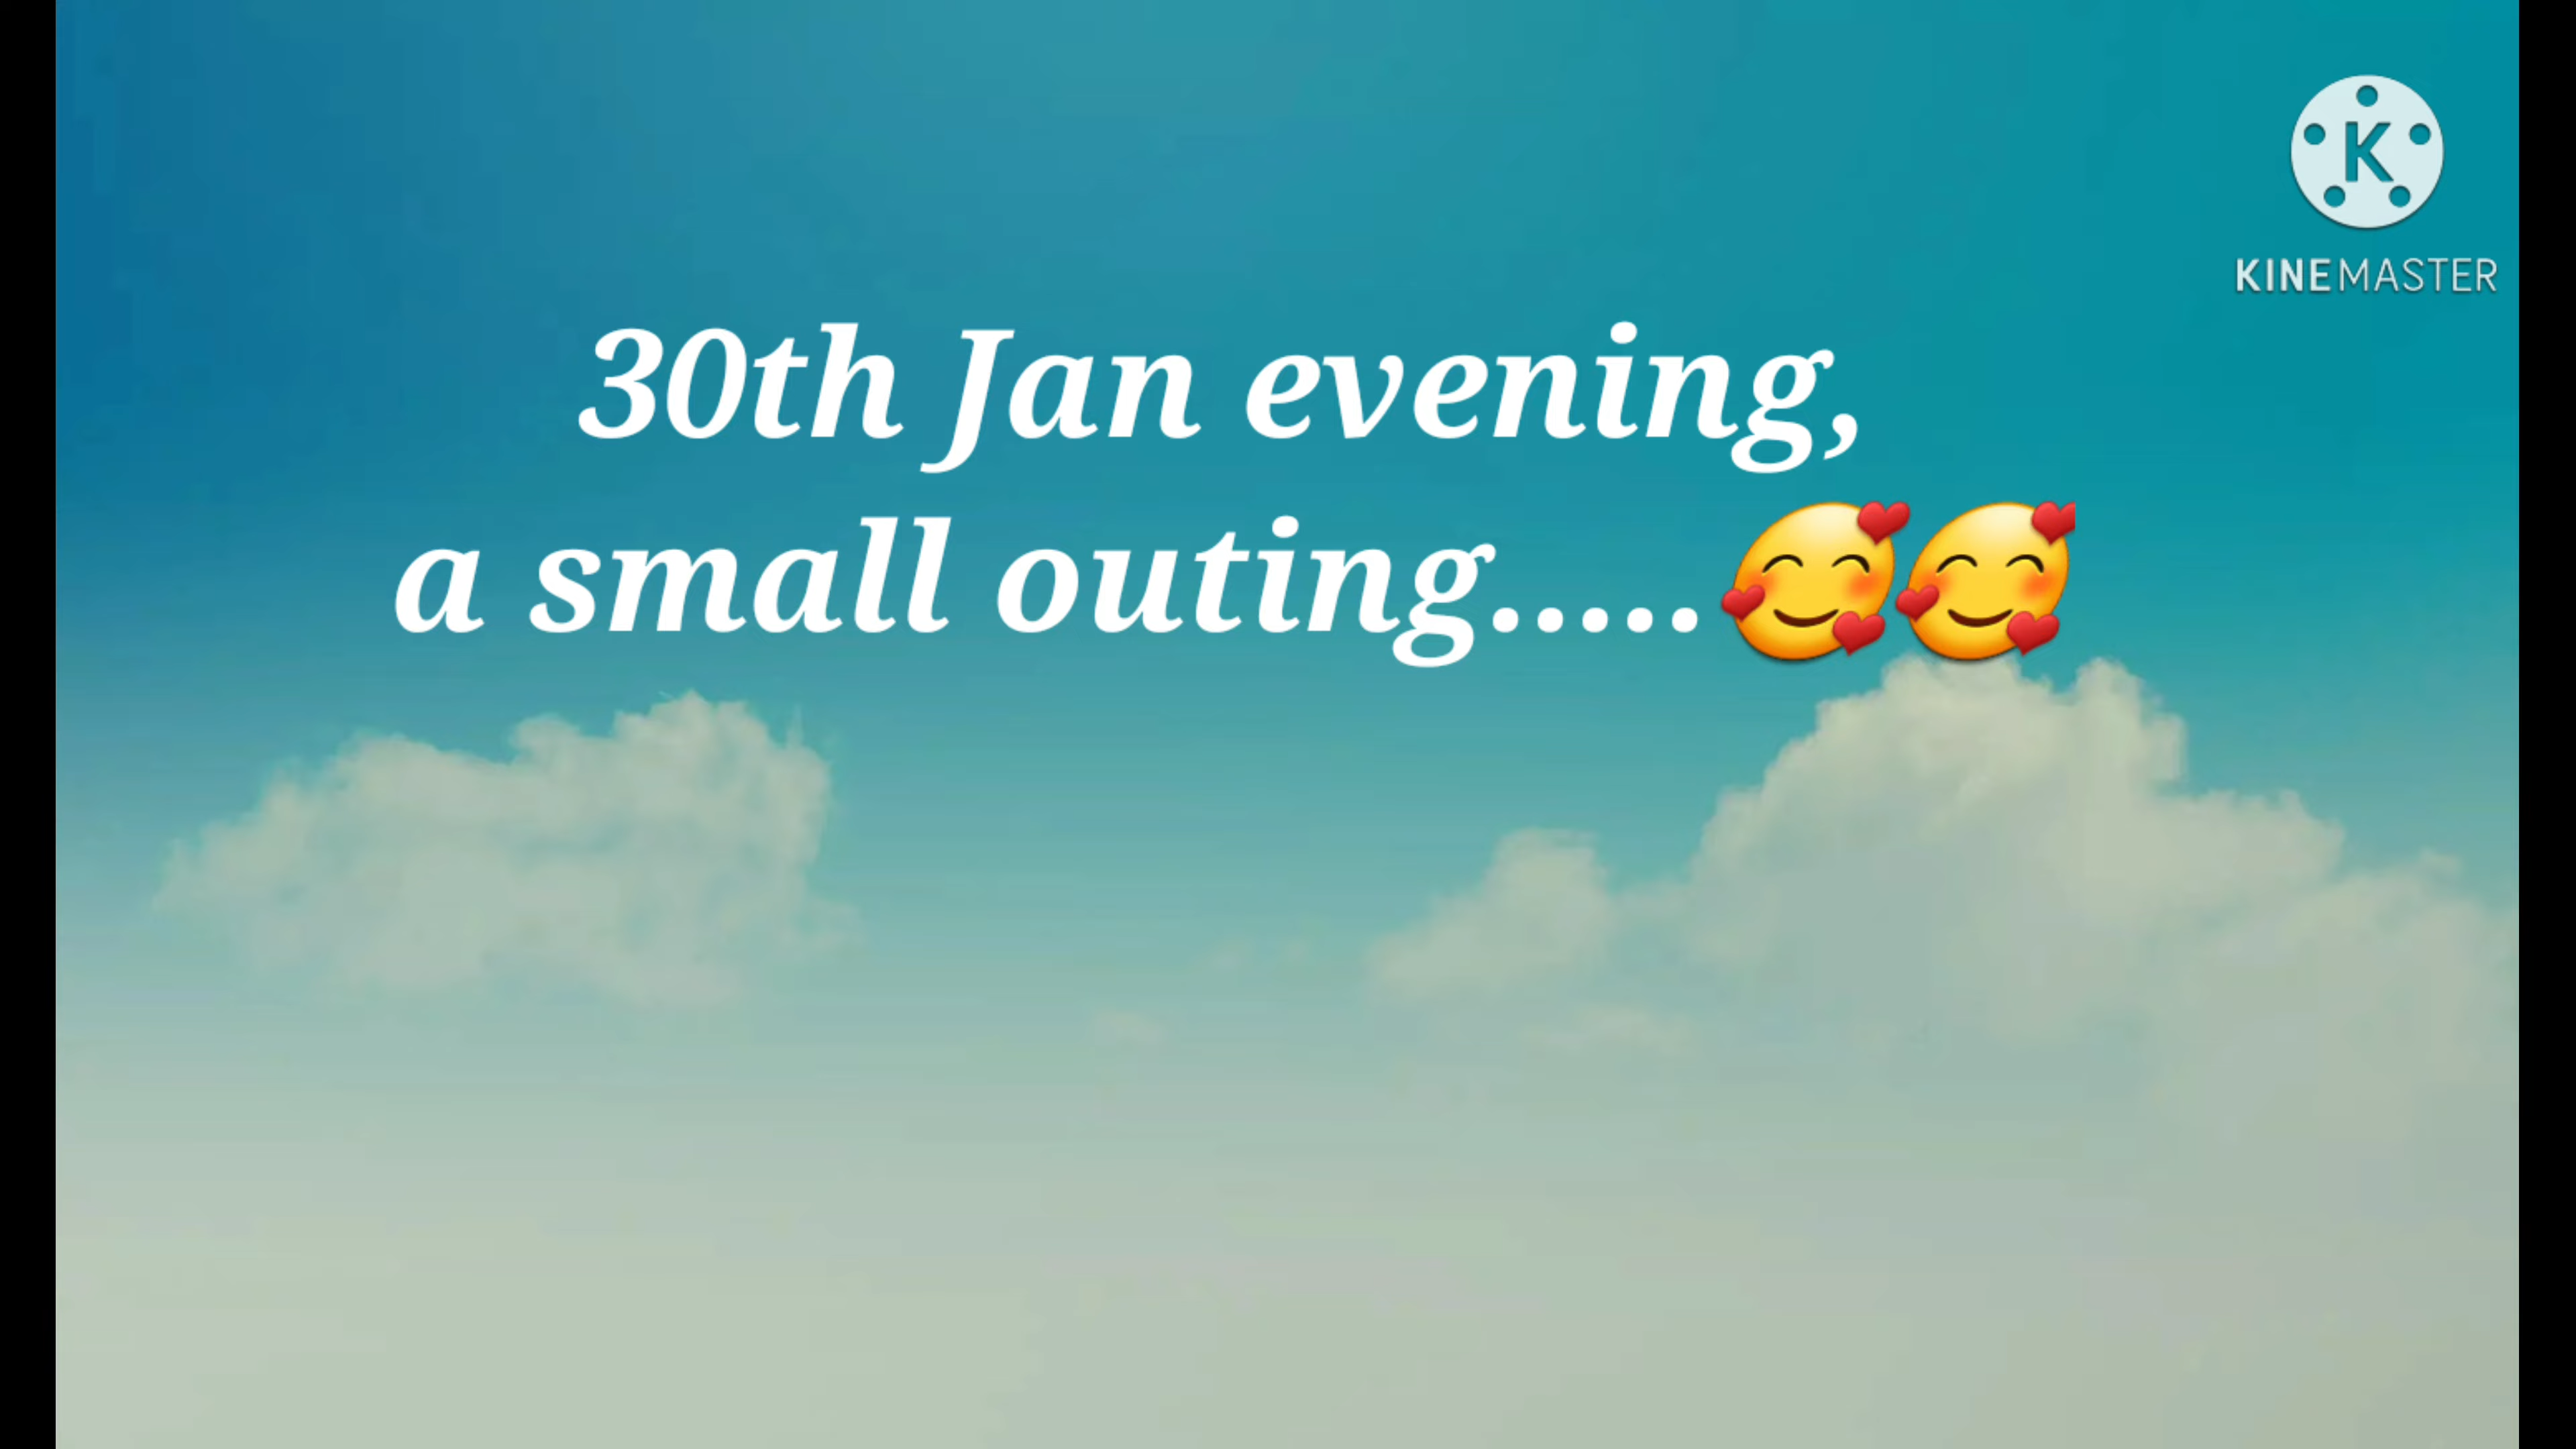 KINEMASTER
30th Jan evening,
a small outing.....🥰🥰